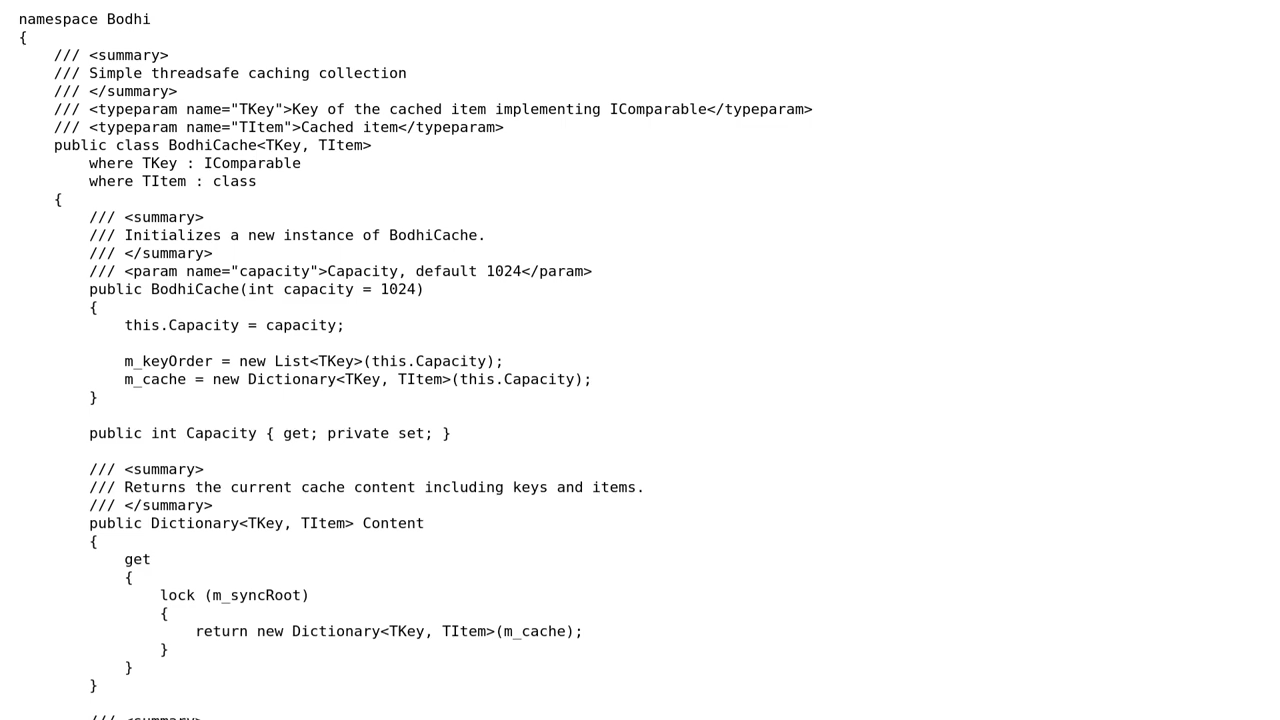 namespace Bodhi
{
    /// <summary>
    /// Simple threadsafe caching collection
    /// </summary>
    /// <typeparam name="TKey">Key of the cached item implementing IComparable</typeparam>
    /// <typeparam name="TItem">Cached item</typeparam>
    public class BodhiCache<TKey, TItem>
        where TKey : IComparable
        where TItem : class
    {
        /// <summary>
        /// Initializes a new instance of BodhiCache.
        /// </summary>
        /// <param name="capacity">Capacity, default 1024</param>
        public BodhiCache(int capacity = 1024)
        {
            this.Capacity = capacity;

            m_keyOrder = new List<TKey>(this.Capacity);
            m_cache = new Dictionary<TKey, TItem>(this.Capacity);
        }

        public int Capacity { get; private set; }

        /// <summary>
        /// Returns the current cache content including keys and items.
        /// </summary>
        public Dictionary<TKey, TItem> Content
        {
            get
            {
                lock (m_syncRoot)
                {
                    return new Dictionary<TKey, TItem>(m_cache);
                }
            }
        }

        /// <summary>